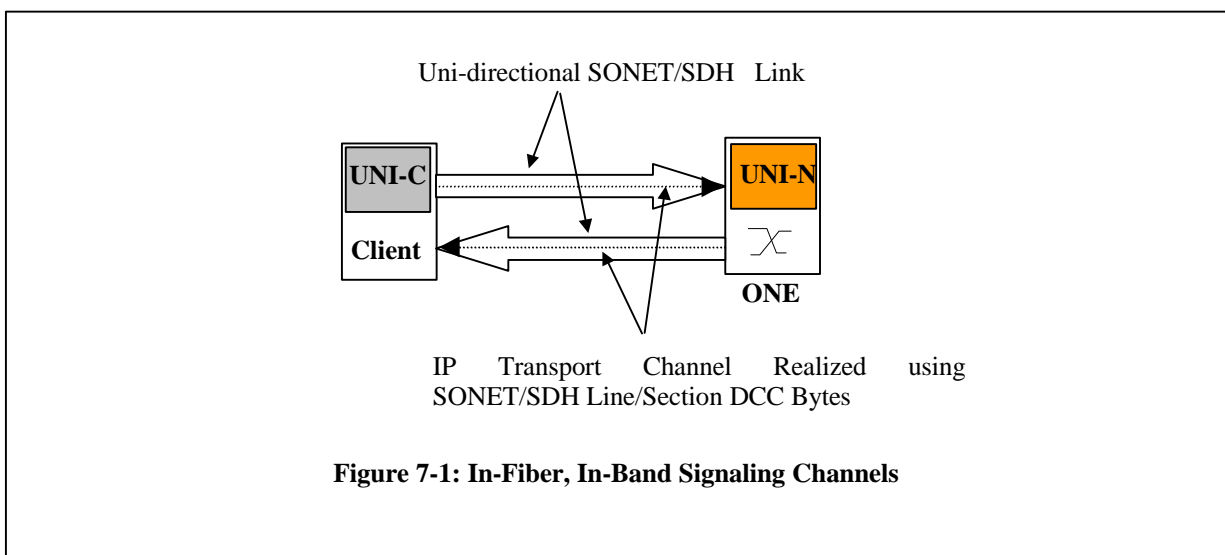 Uni-directional SONET/SDH Link
UNI-C
UNI-N
Client
ONE
IP Transport Channel Realized using
SONET/SDH Line/Section DCC Bytes
Figure 7-1: In-Fiber, In-Band Signaling Channels